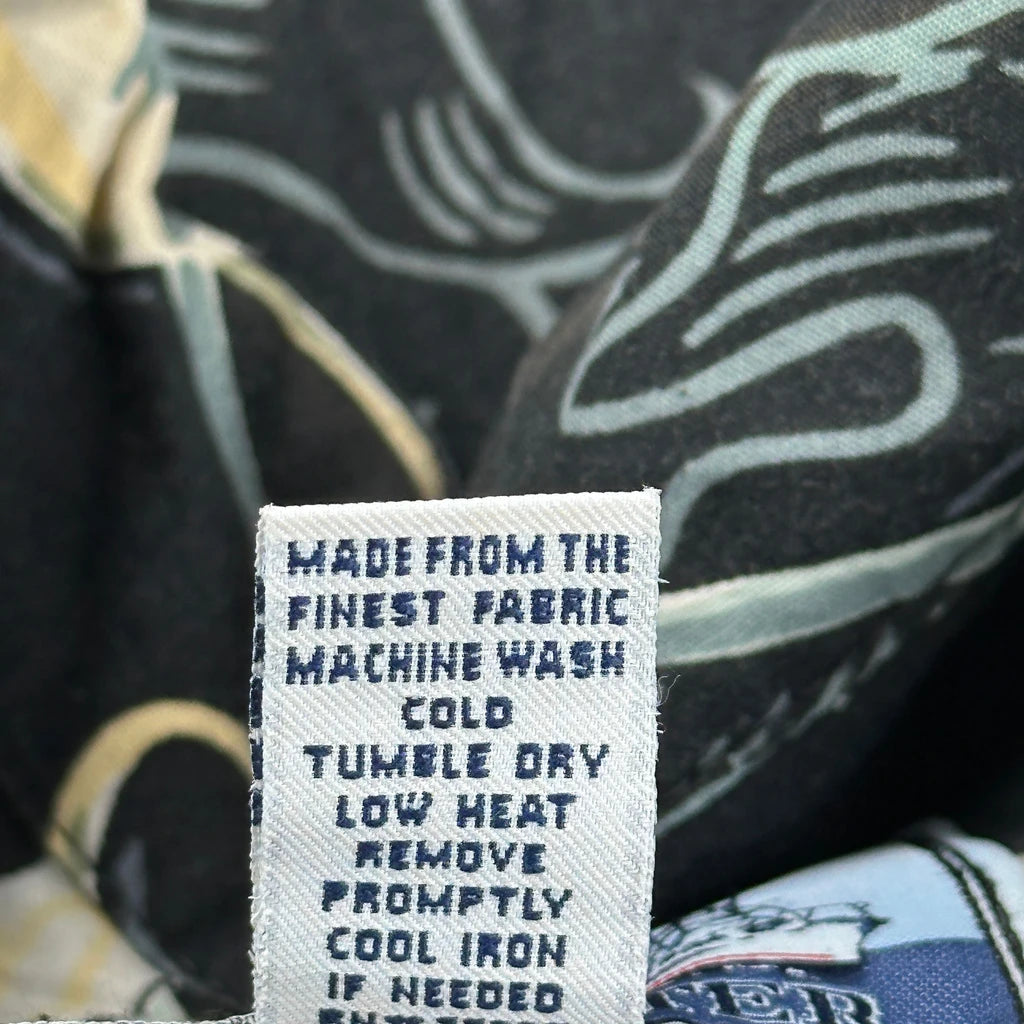 MADE FROM THE
FINEST FABRIC
MACHINE WASH
COLD
TUMBLE DRY
LOW HEAT
REMOVE
PROMPTLY
COOL IRON
IF NEEDED